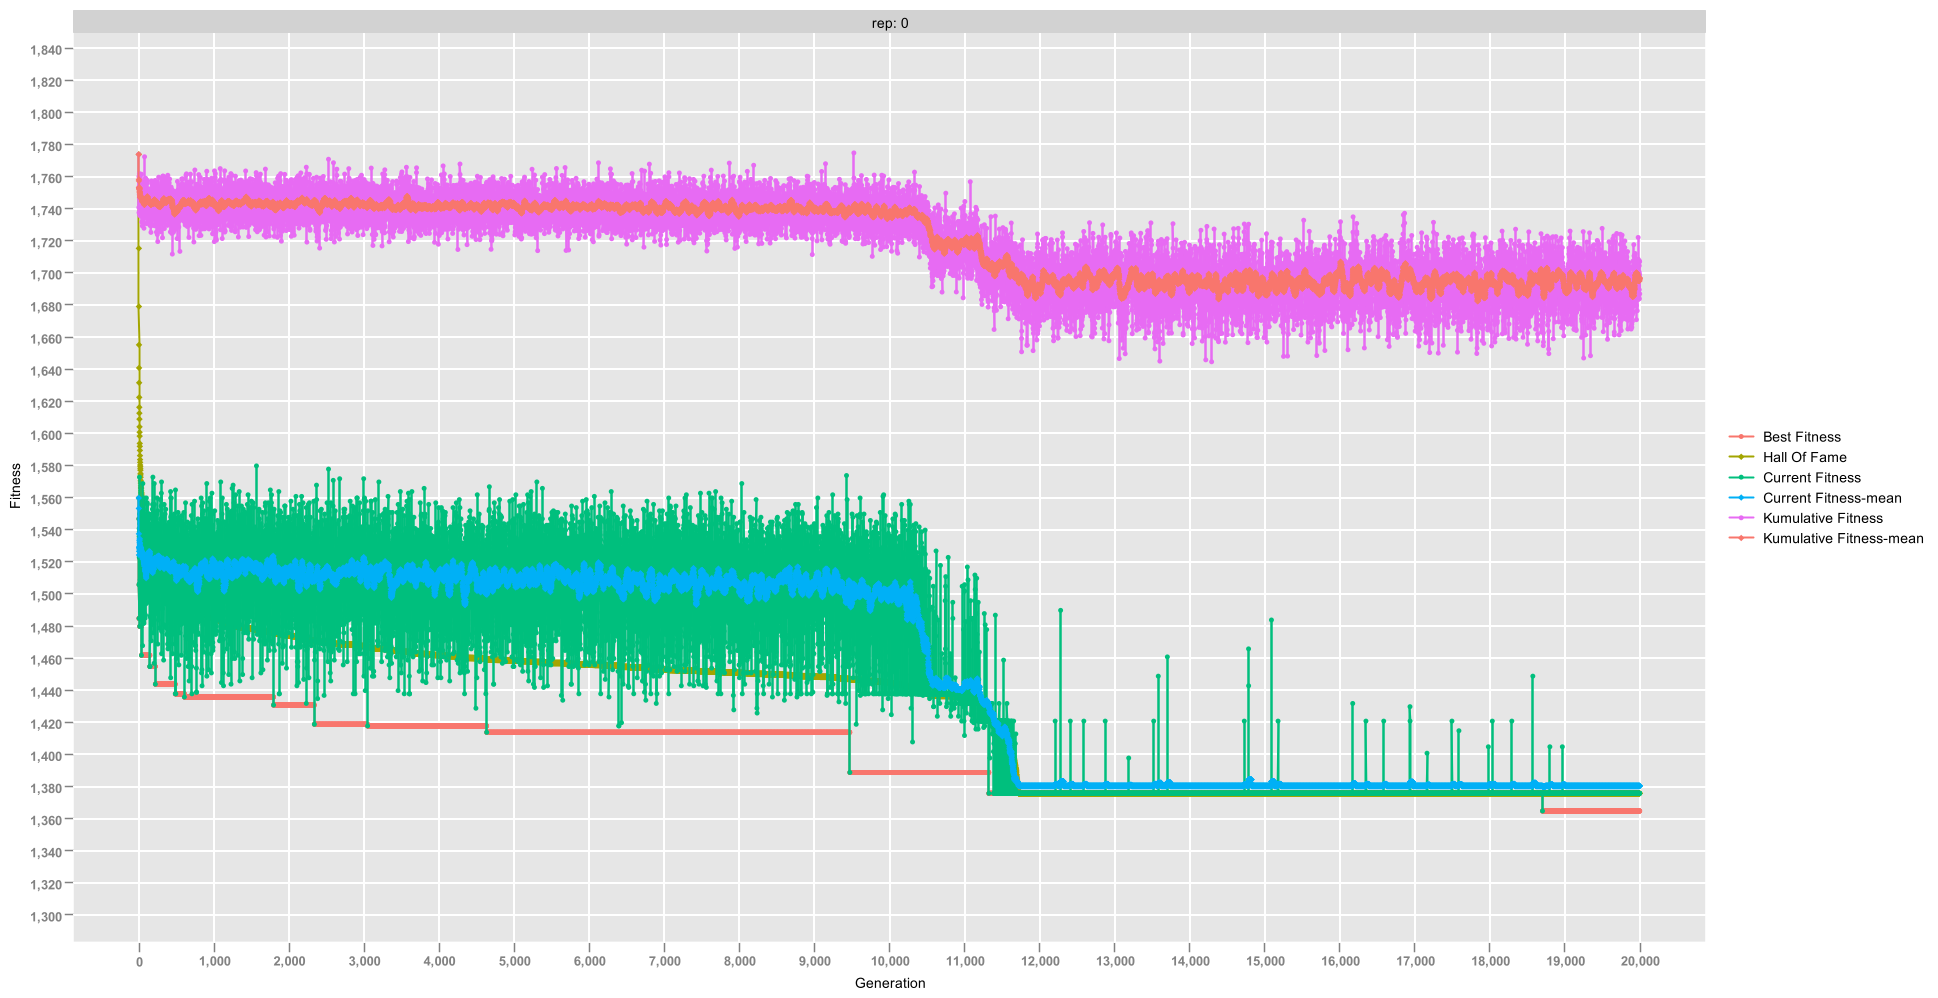 rep: 0
1,840
1,820
1,800
1,780
1,760
1,740
1,720
1,700
1,680
1,660
1,640
1,620
1,600
1,580
1,560
1,540
1,520
1,500
1,480
1,460
1,440
1,420
1,400
1,380
1,360
1,340
1,320
1,300
Fitness
0 1,000 2,000 3,000 4,000 5,000 6,000 7,000 8,000 9,000 10,000 11,000 12,000 13,000 14,000 15,000 16,000 17,000 18,000 19,000 20,000
Generation
Best Fitness
Hall Of Fame
Current Fitness
Current Fitness-mean
Kumulative Fitness
Kumulative Fitness-mean